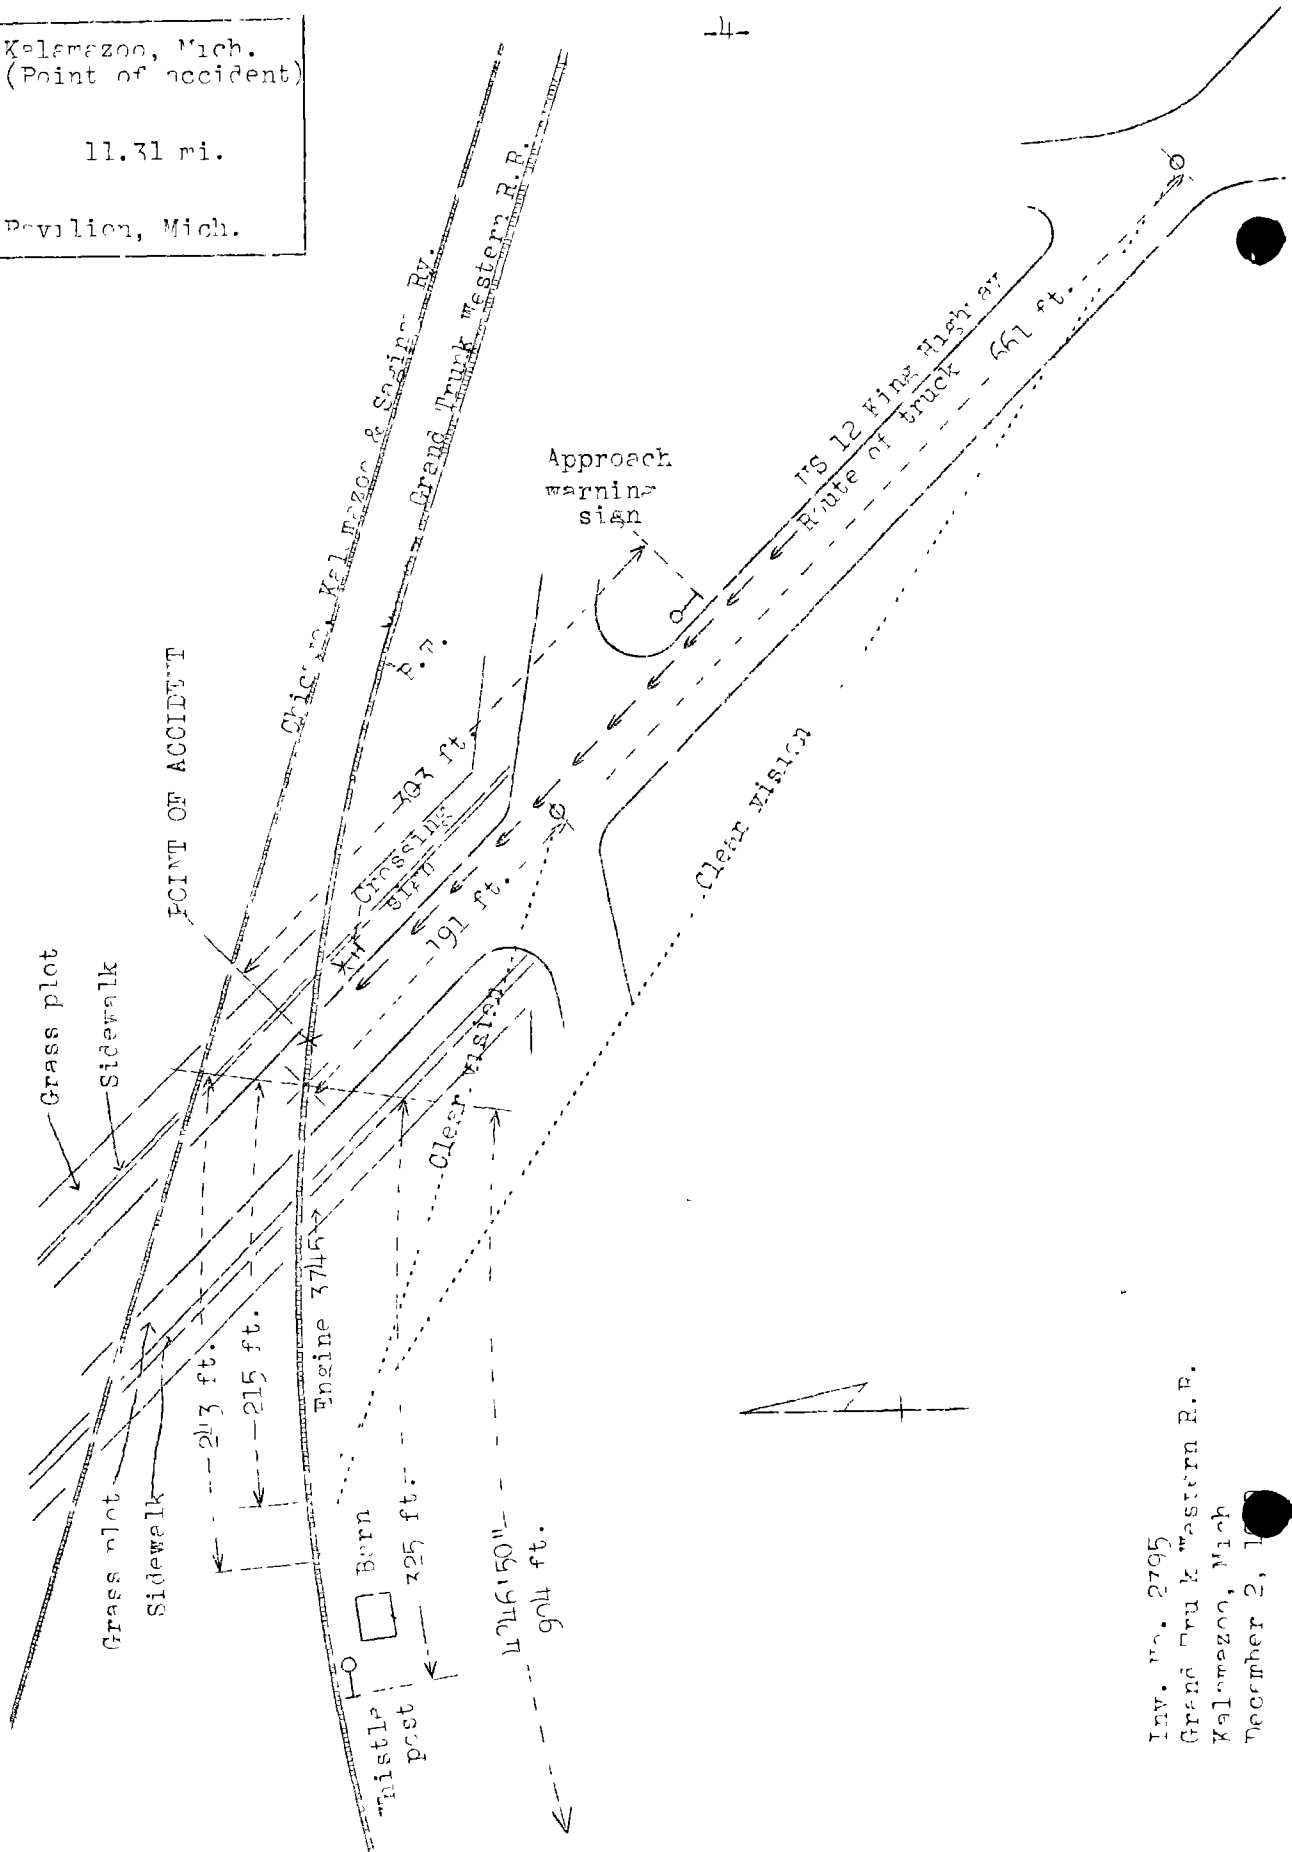 -4-
Kalamazoo, Mich.
(Point of accident)
11.31 mi.
Pavilion, Mich.
Chicago, Kalamazoo & Saginaw Ry.
Grand Trunk Western R.R.
US 12 King Highway
Route of truck
661 ft.
Approach
warning
sign
POINT OF ACCIDENT
303 ft.
Crossing
sign
191 ft.
Clear vision
Clear vision
Grass plot
Sidewalk
Engine 3745
243 ft.
215 ft.
Grass plot
Sidewalk
Barn
325 ft.
4°46'50"
904 ft.
Whistle
post
Inv. No. 2795
Grand Trunk Western R.R.
Kalamazoo, Mich
December 2,